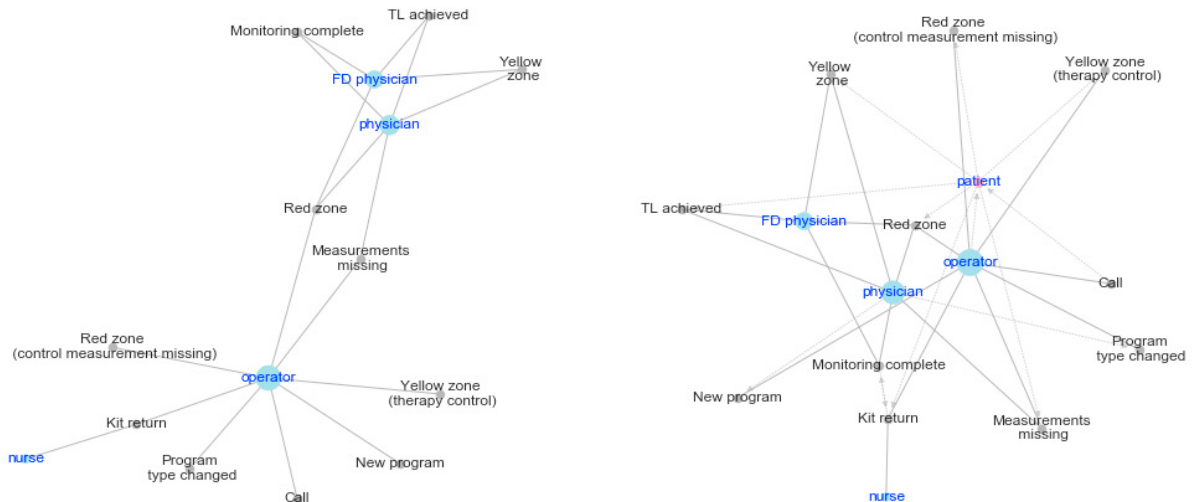 TL achieved
Monitoring complete
FD physician
Yellow
zone
physician
Red zone
Measurements
missing
Red zone
(control measurement missing)
operator
Yellow zone
(therapy control)
Kit return
nurse
Program
type changed
New program
Call
Red zone
(control measurement missing)
Yellow
zone
Yellow zone
(therapy control)
patient
TL achieved
FD physician
Red zone
operator
physician
Call
Program
type changed
Monitoring complete
New program
Kit return
Measurements
missing
nurse